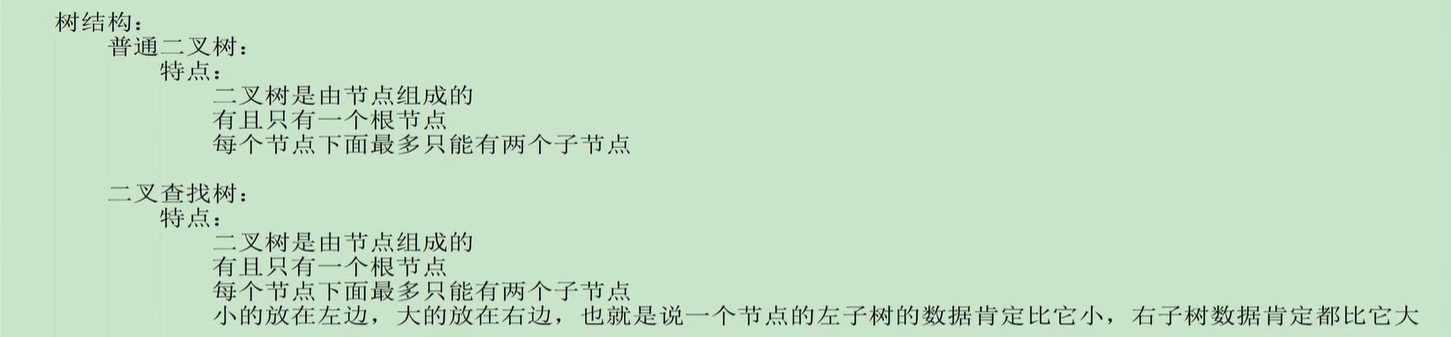 树结构：
普通二叉树：
特点：
二叉树是由节点组成的
有且只有一个根节点
每个节点下面最多只能有两个子节点
二叉查找树：
特点：
二叉树是由节点组成的
有且只有一个根节点
每个节点下面最多只能有两个子节点
小的放在左边，大的放在右边，也就是说一个节点的左子树的数据肯定比它小，右子树数据肯定都比它大